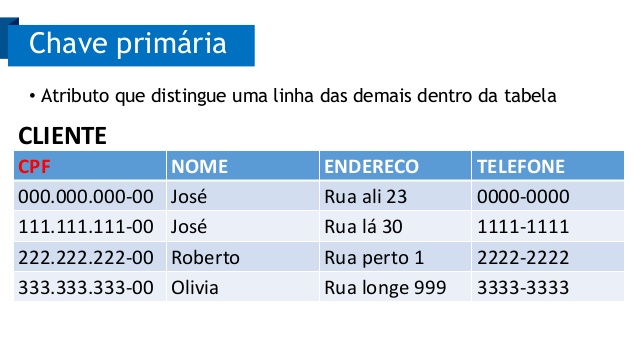 Chave primária
• Atributo que distingue uma linha das demais dentro da tabela
CLIENTE
CPF NOME ENDERECO TELEFONE
000.000.000-00 José Rua ali 23 0000-0000
111.111.111-00 José Rua lá 30 1111-1111
222.222.222-00 Roberto Rua perto 1 2222-2222
333.333.333-00 Olivia Rua longe 999 3333-3333